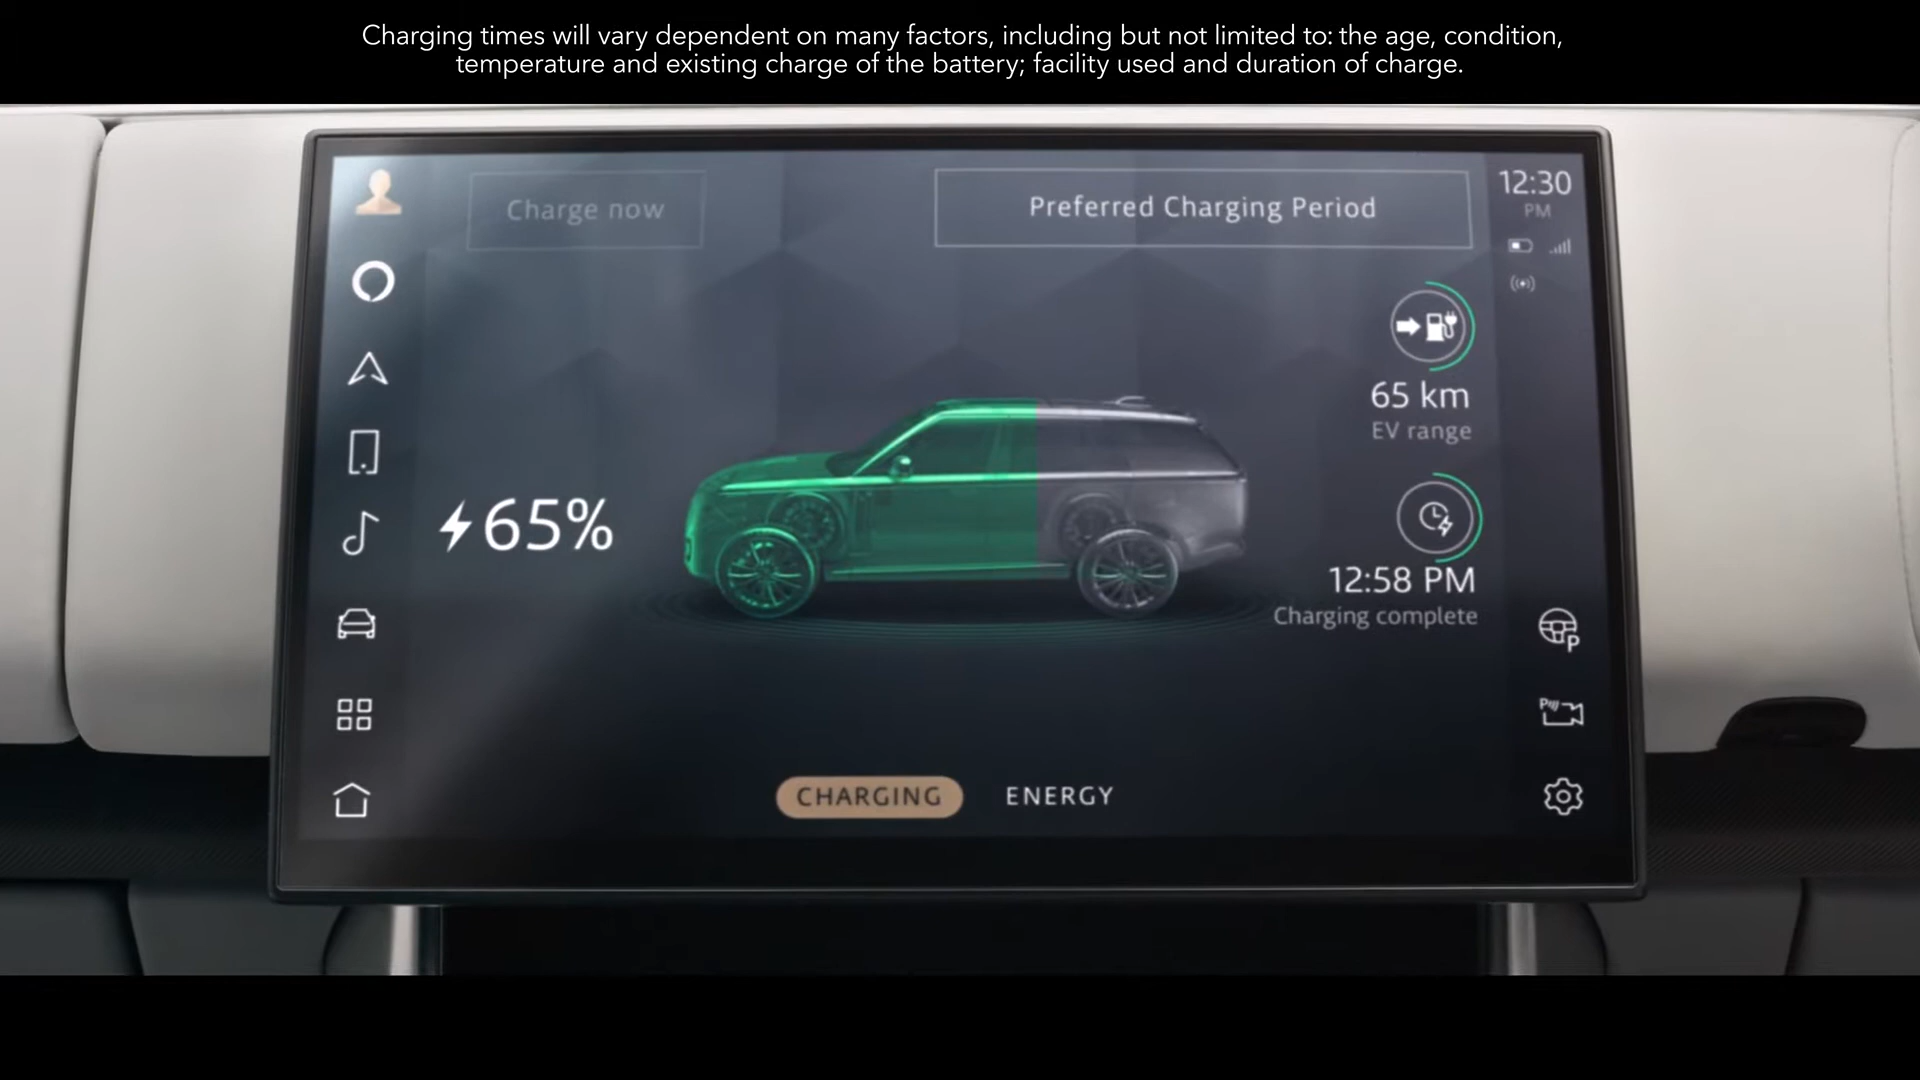 Charging times will vary dependent on many factors, including but not limited to: the age, condition,
temperature and existing charge of the battery; facility used and duration of charge.
Charge now
Preferred Charging Period
12:30
PM
65 km
EV range
65%
12:58 PM
Charging complete
P
P
CHARGING
ENERGY